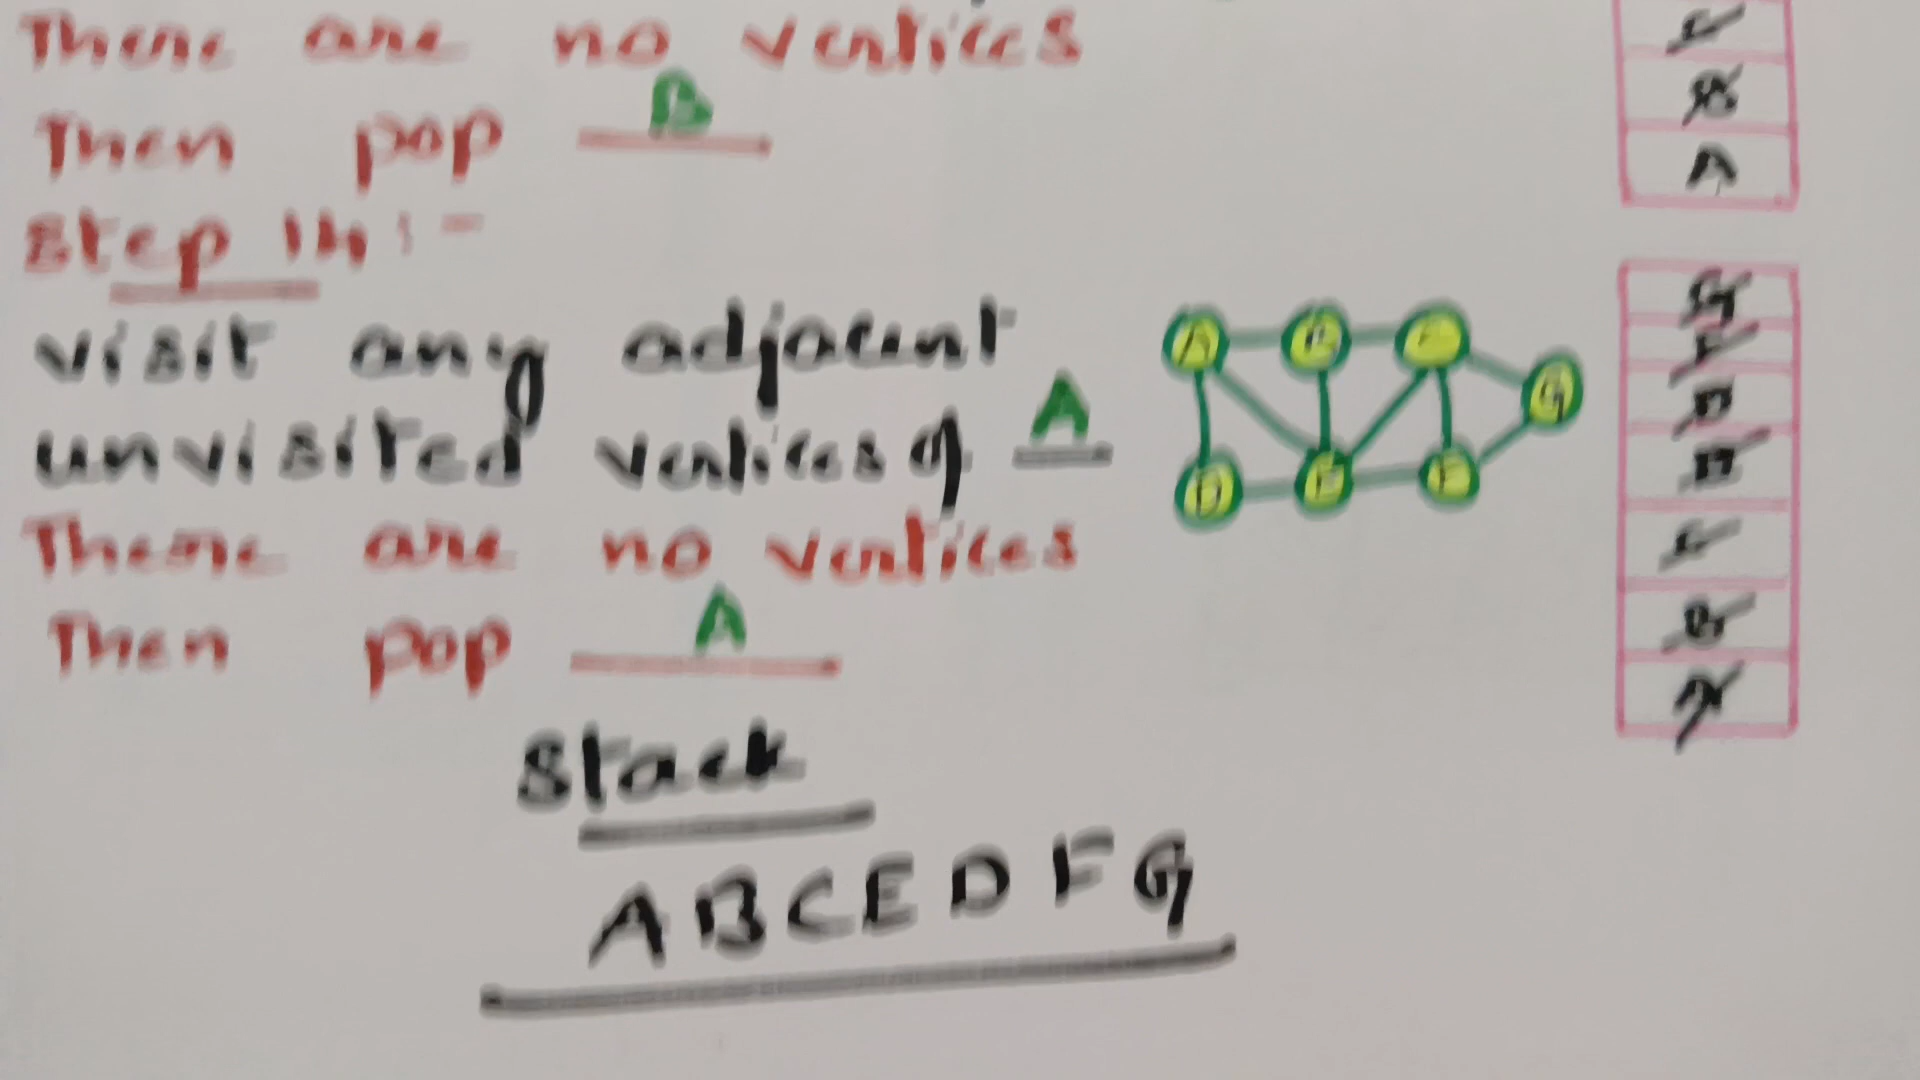 There are no vertices
Then pop B
Step 14:-
visit any adjacent
unvisited vertices of A
There are no vertices
Then pop A
Stack
ABCEDFG
A B
G
D E F
A
G
D
E
B
A